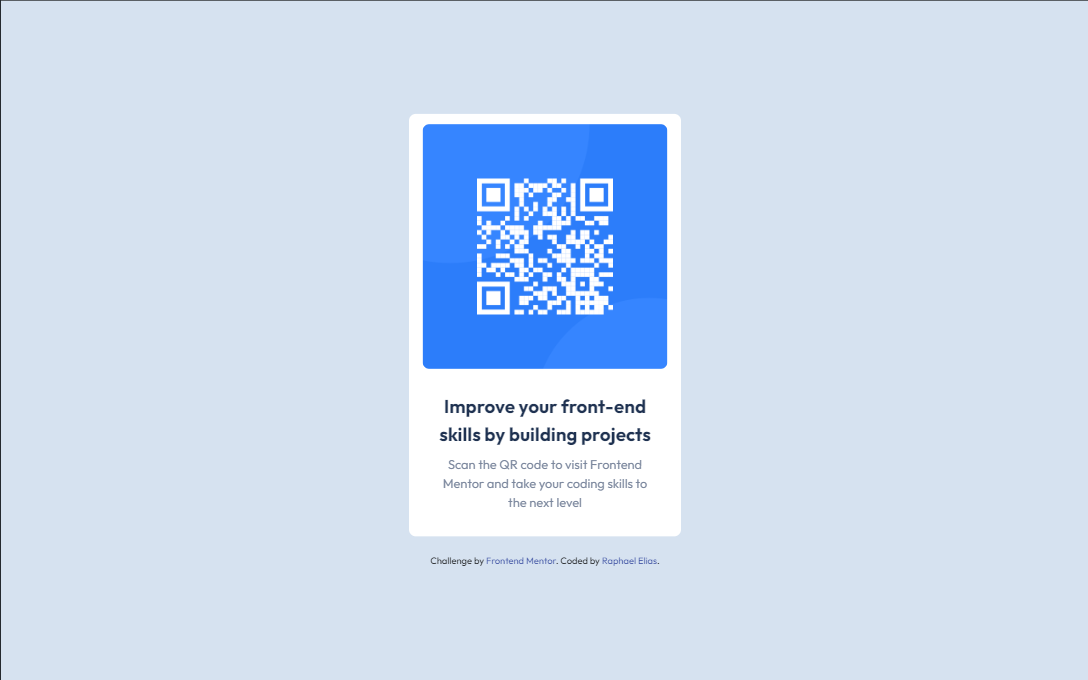 Improve your front-end
skills by building projects
Scan the QR code to visit Frontend
Mentor and take your coding skills to
the next level
Challenge by Frontend Mentor. Coded by Raphael Elias.